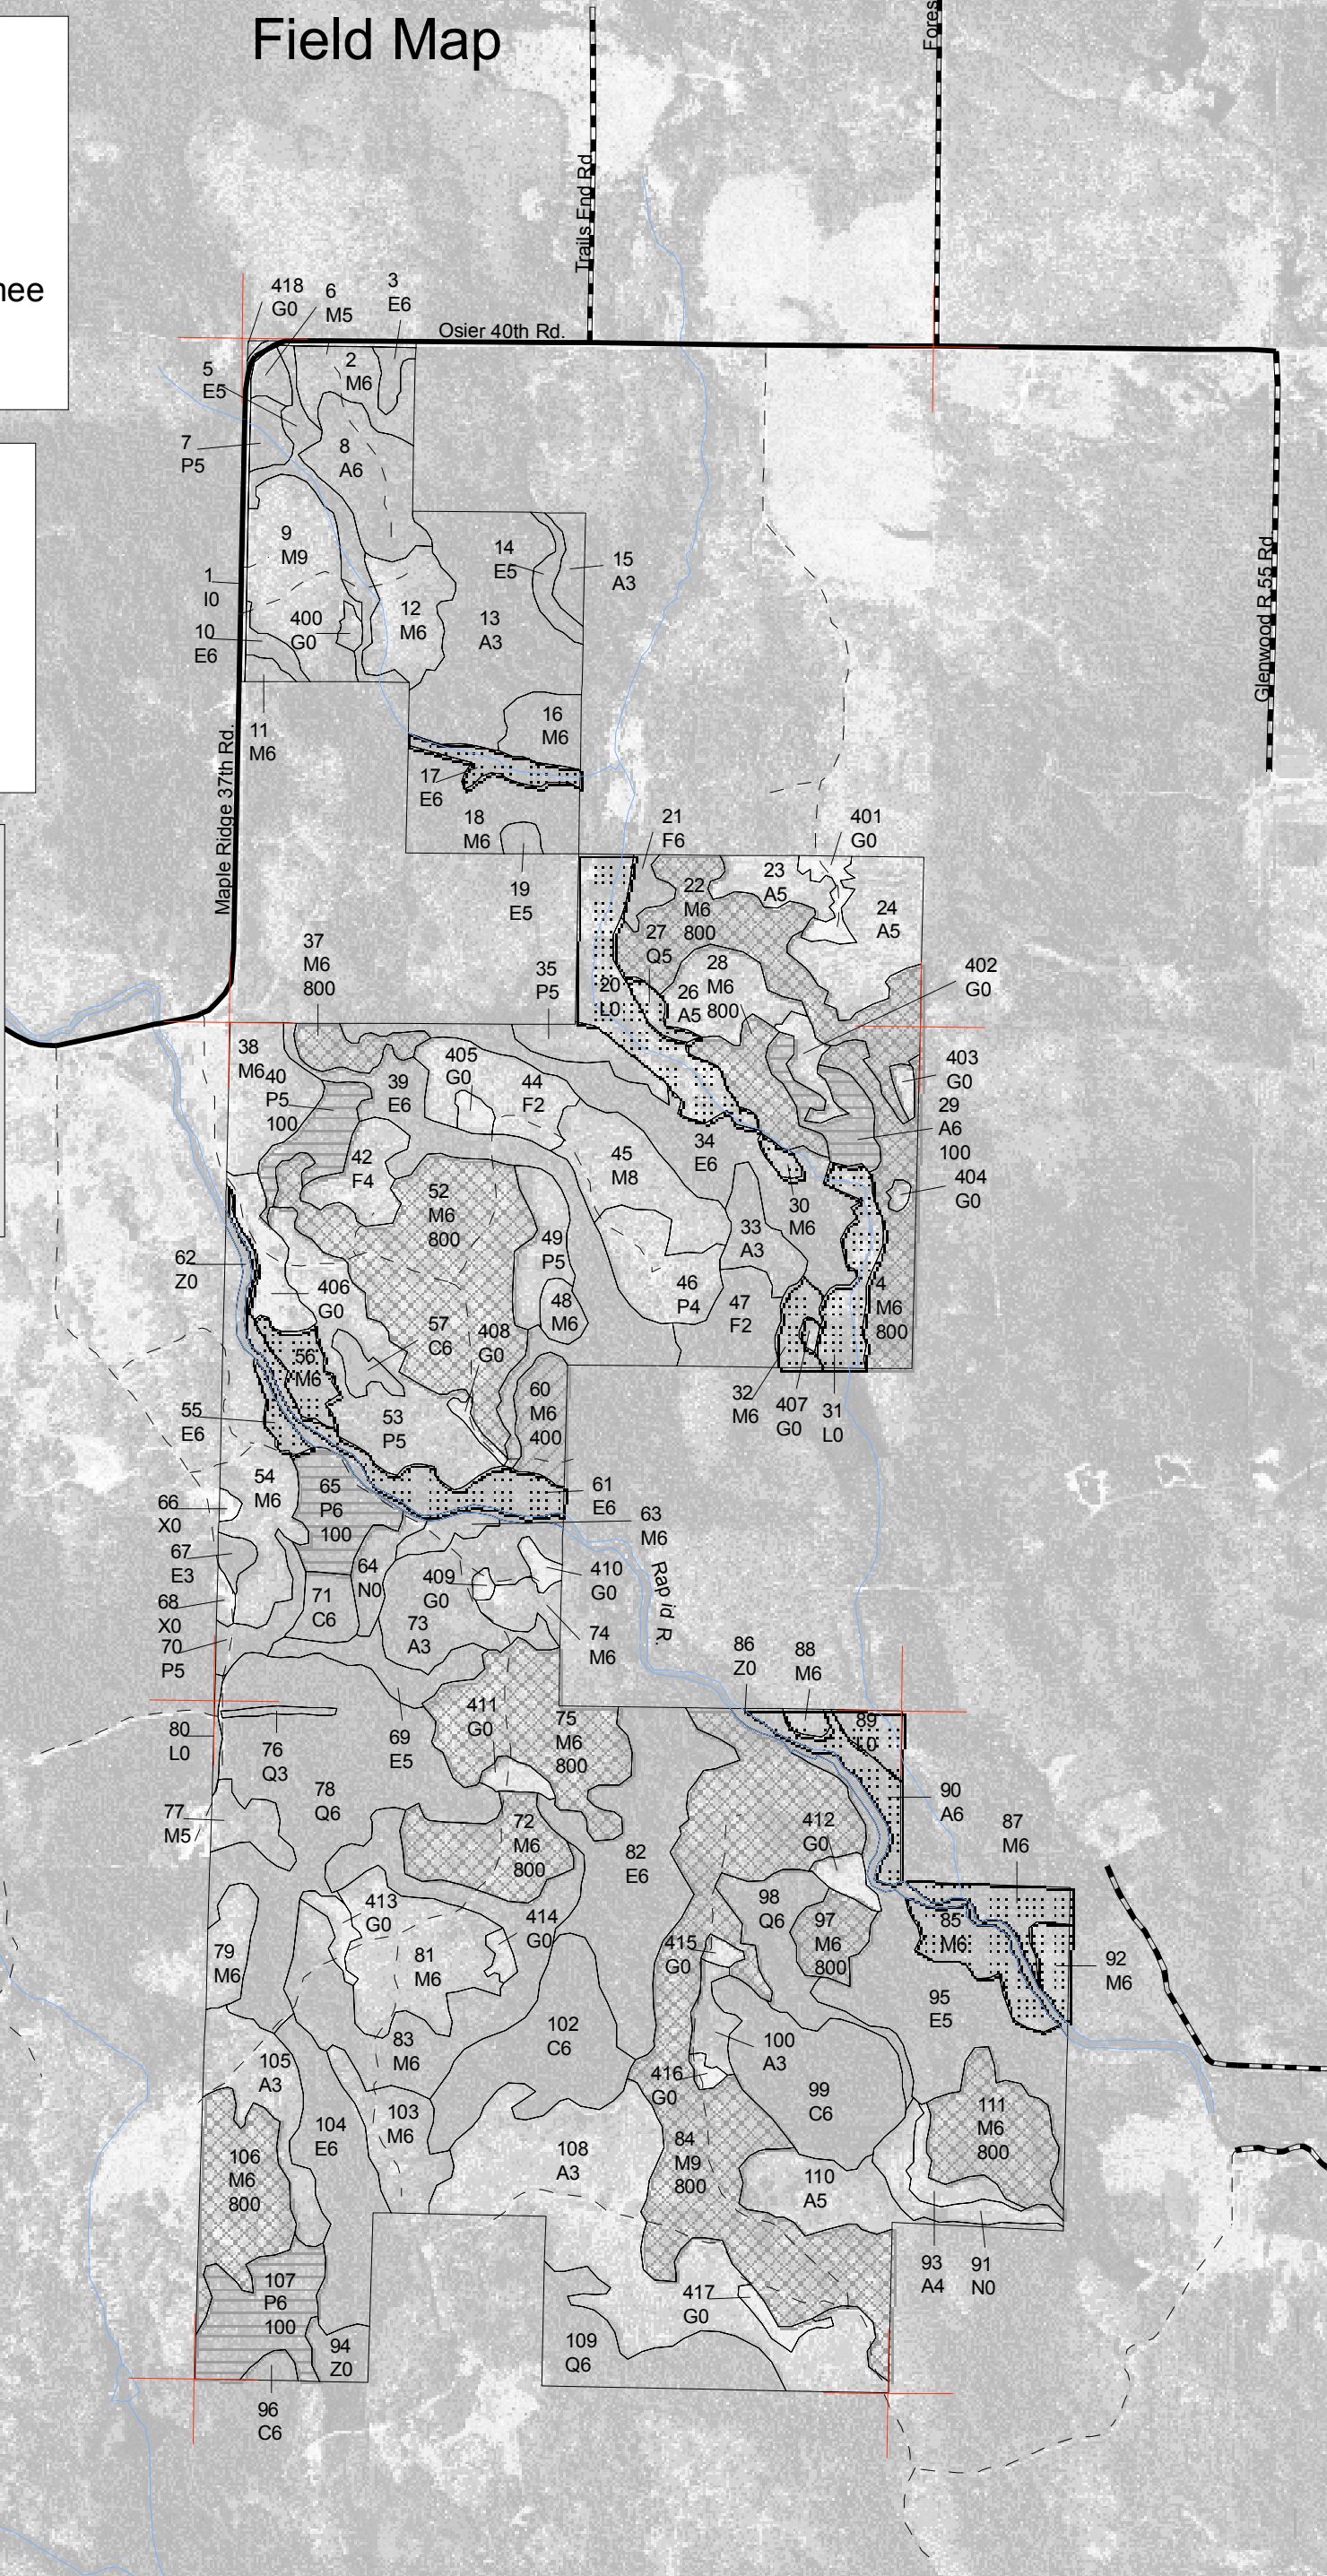 Field Map
Fores
Trails End Rd
nee
418
G0
6
M5
3
E6
Osier 40th Rd.
5
E5
2
M6
7
P5
8
A6
9
M9
14
E5
15
A3
1
I0
400
G0
12
M6
13
A3
10
E6
Glenwood R 55 Rd
11
M6
16
M6
Maple Ridge 37th Rd.
17
E6
18
M6
19
E5
21
F6
401
G0
23
A5
22
M6
800
24
A5
27
Q5
37
M6
800
35
P5
20
L0
26
A5
28
M6
800
402
G0
38
M6
40
P5
100
39
E6
405
G0
44
F2
403
G0
29
A6
100
42
F4
45
M8
34
E6
404
G0
52
M6
800
30
M6
33
A3
49
P5
62
Z0
406
G0
48
M6
46
P4
47
F2
4
M6
800
57
C6
408
G0
56
M6
60
M6
400
32
M6
407
G0
31
L0
55
E6
53
P5
54
M6
65
P6
100
61
E6
66
X0
63
M6
67
E3
64
N0
409
G0
410
G0
Rapid R.
68
X0
71
C6
73
A3
74
M6
70
P5
86
Z0
88
M6
411
G0
75
M6
800
89
L0
80
L0
76
Q3
69
E5
78
Q6
90
A6
77
M5
72
M6
800
412
G0
87
M6
82
E6
413
G0
414
G0
98
Q6
97
M6
800
85
M6
79
M6
81
M6
415
G0
92
M6
95
E5
83
M6
102
C6
100
A3
105
A3
416
G0
99
C6
104
E6
103
M6
111
M6
800
106
M6
800
108
A3
84
M9
800
110
A5
93
A4
91
N0
107
P6
100
417
G0
94
Z0
109
Q6
96
C6